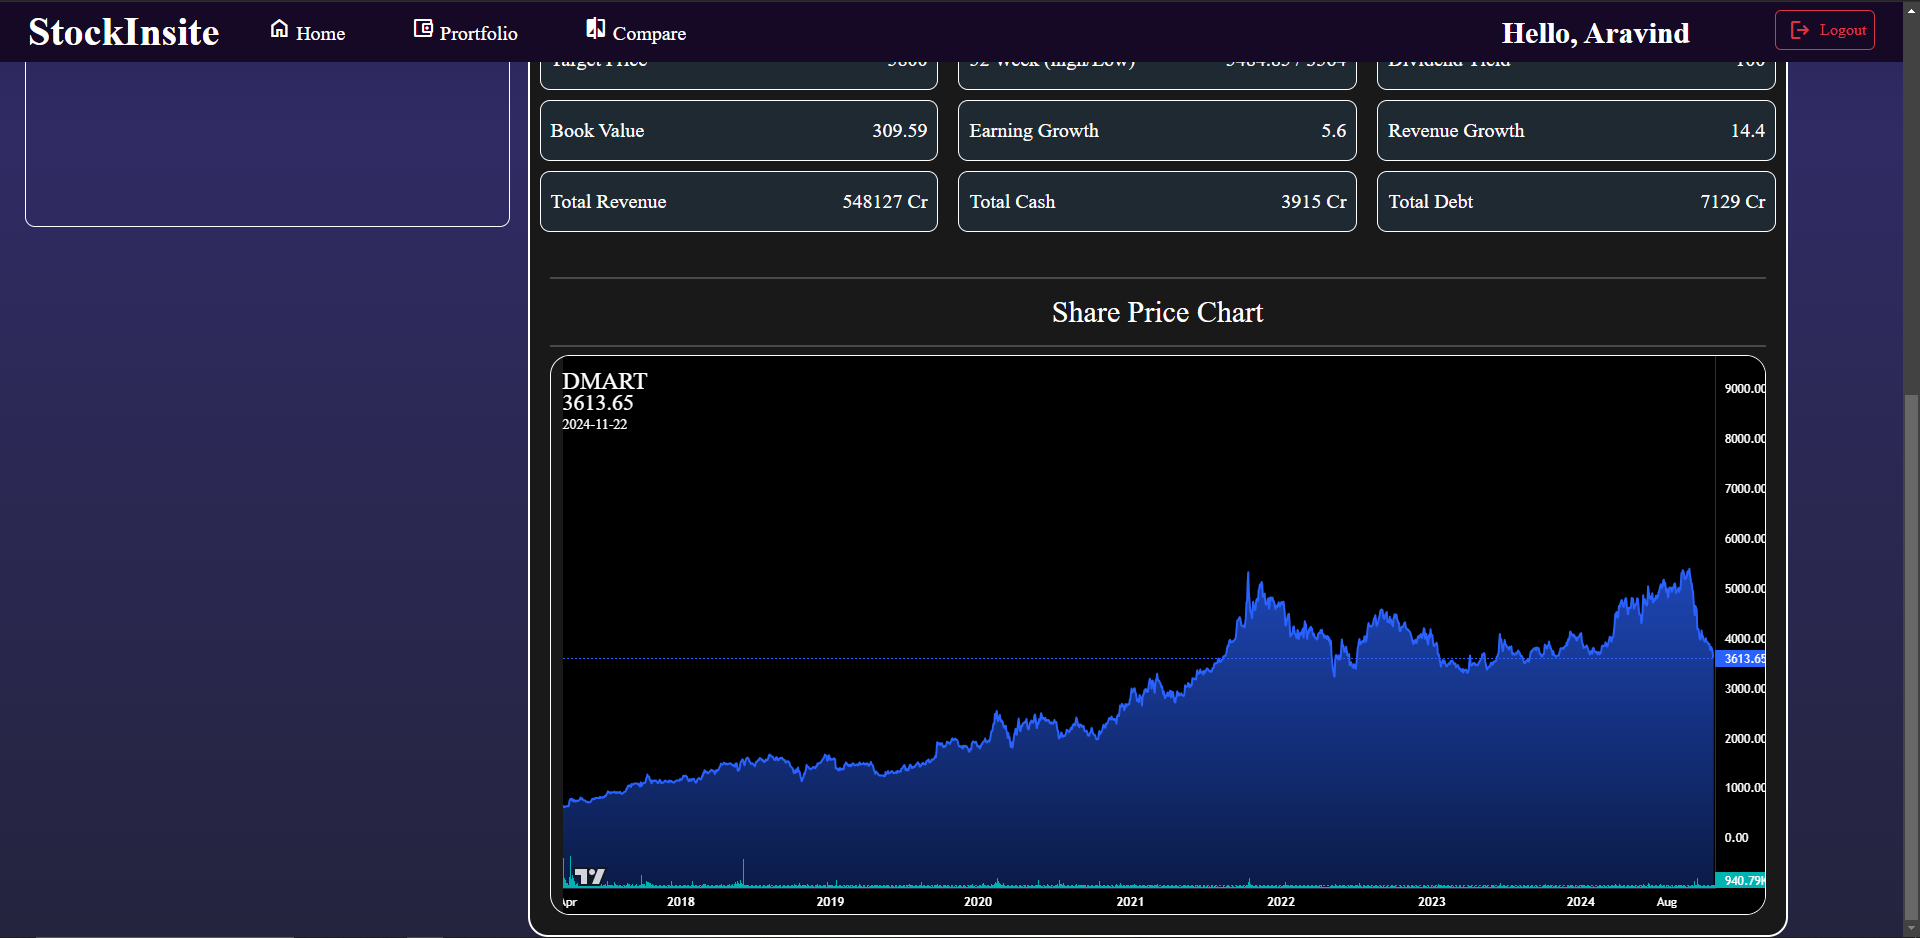 StockInsite Home Prortfolio Compare Hello, Aravind Logout
Target Price 52 Week (high/Low) Dividend Yield
Book Value 309.59 Earning Growth 5.6 Revenue Growth 14.4
Total Revenue 548127 Cr Total Cash 3915 Cr Total Debt 7129 Cr
Share Price Chart
DMART
3613.65
2024-11-22
9000.00
8000.00
7000.00
6000.00
5000.00
4000.00
3613.65
3000.00
2000.00
1000.00
0.00
940.79K
Apr 2018 2019 2020 2021 2022 2023 2024 Aug